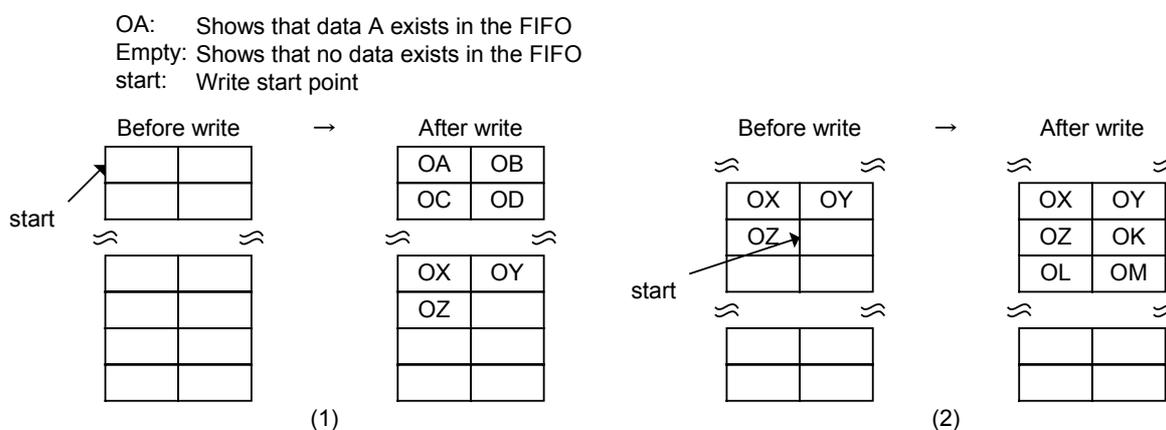 OA: Shows that data A exists in the FIFO
Empty: Shows that no data exists in the FIFO
start: Write start point
Before write → After write
start
OA OB
OC OD
OX OY
OZ
(1)
Before write → After write
OX OY
OZ
start
OX OY
OZ OK
OL OM
(2)